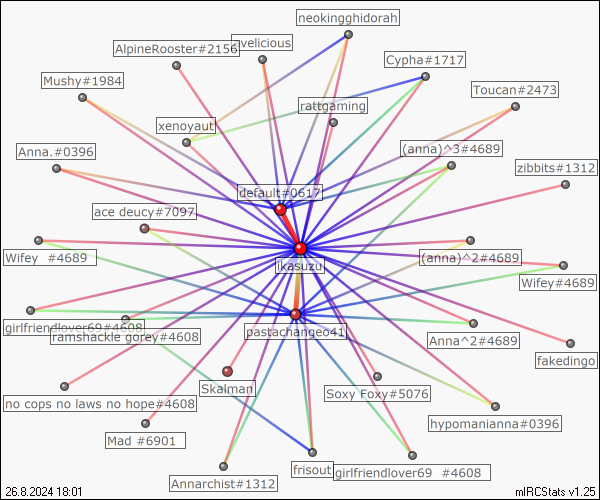 neokingghidorah
AlpineRooster#2156
velicious
Cypha#1717
Mushy#1984
Toucan#2473
rattgaming
xenoyaut
Anna.#0396
(anna)^3#4689
zibbits#1312
default#0617
ace deucy#7097
Wifey  #4689
(anna)^2#4689
ikasuzu
Wifey#4689
girlfriendlover69#4608
pastachangeo41
ramshackle gorey#4608
Anna^2#4689
fakedingo
Skalman
Soxy Foxy#5076
no cops no laws no hope#4608
hypomanianna#0396
Mad #6901
frisout
girlfriendlover69  #4608
Annarchist#1312
26.8.2024 18:01
mIRCStats v1.25